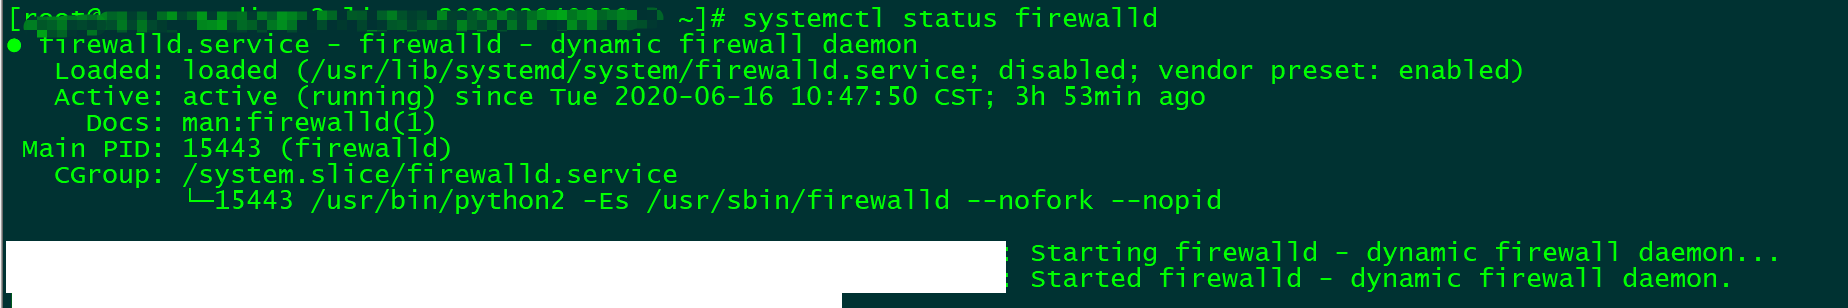 [root@ ~]# systemctl status firewalld
● firewalld.service - firewalld - dynamic firewall daemon
Loaded: loaded (/usr/lib/systemd/system/firewalld.service; disabled; vendor preset: enabled)
Active: active (running) since Tue 2020-06-16 10:47:50 CST; 3h 53min ago
Docs: man:firewalld(1)
Main PID: 15443 (firewalld)
CGroup: /system.slice/firewalld.service
└─15443 /usr/bin/python2 -Es /usr/sbin/firewalld --nofork --nopid
: Starting firewalld - dynamic firewall daemon...
: Started firewalld - dynamic firewall daemon.